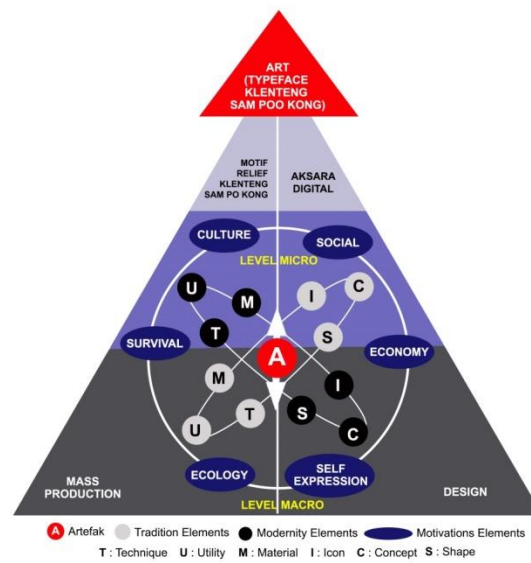 ART
(TYPEFACE
KLENTENG
SAM POO KONG)
MOTIF
RELIEF
KLENTENG
SAM PO KONG
AKSARA
DIGITAL
CULTURE
SOCIAL
LEVEL MICRO
U
M
I
C
T
S
SURVIVAL
A
ECONOMY
M
I
U
T
S
C
ECOLOGY
SELF
EXPRESSION
MASS
PRODUCTION
LEVEL MACRO
DESIGN
A Artefak Tradition Elements Modernity Elements Motivations Elements
T : Technique U : Utility M : Material I : Icon C : Concept S : Shape